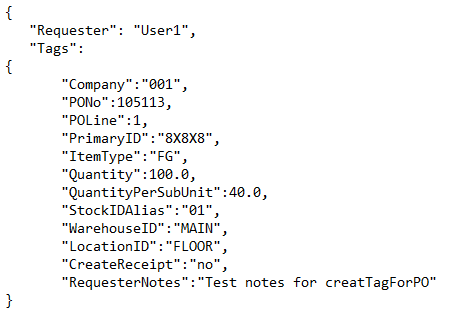 {
"Requester": "User1",
"Tags":
{
"Company":"001",
"PONo":105113,
"POLine":1,
"PrimaryID":"8X8X8",
"ItemType":"FG",
"Quantity":100.0,
"QuantityPerSubUnit":40.0,
"StockIDAlias":"01",
"WarehouseID":"MAIN",
"LocationID":"FLOOR",
"CreateReceipt":"no",
"RequesterNotes":"Test notes for creatTagForPO"
}